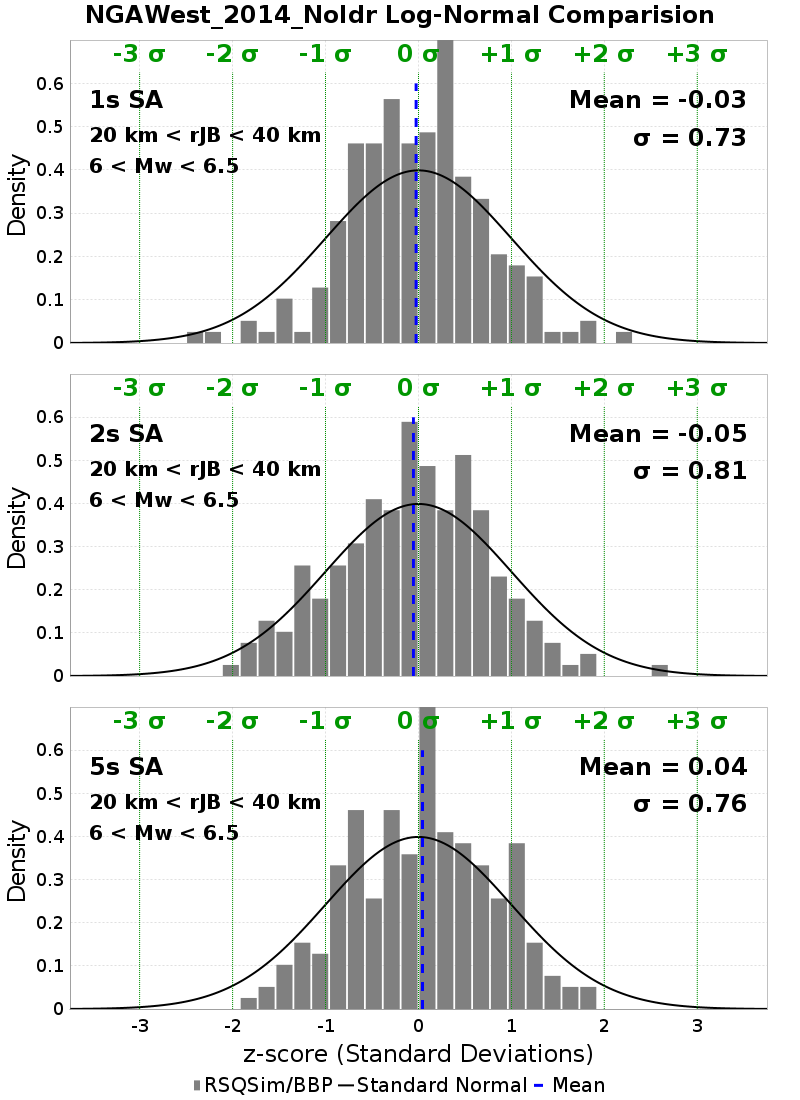 NGAWest_2014_NoIdr Log-Normal Comparision
-3 σ -2 σ -1 σ 0 σ +1 σ +2 σ +3 σ
0.6
1s SA
Mean = -0.03
0.5
20 km < rJB < 40 km
σ = 0.73
6 < Mw < 6.5
0.4
0.3
0.2
0.1
0
Density
-3 σ -2 σ -1 σ 0 σ +1 σ +2 σ +3 σ
0.6
2s SA
Mean = -0.05
0.5
20 km < rJB < 40 km
σ = 0.81
6 < Mw < 6.5
0.4
0.3
0.2
0.1
0
Density
-3 σ -2 σ -1 σ 0 σ +1 σ +2 σ +3 σ
0.6
5s SA
Mean = 0.04
0.5
20 km < rJB < 40 km
σ = 0.76
6 < Mw < 6.5
0.4
0.3
0.2
0.1
0
Density
-3 -2 -1 0 1 2 3
z-score (Standard Deviations)
RSQSim/BBP Standard Normal Mean